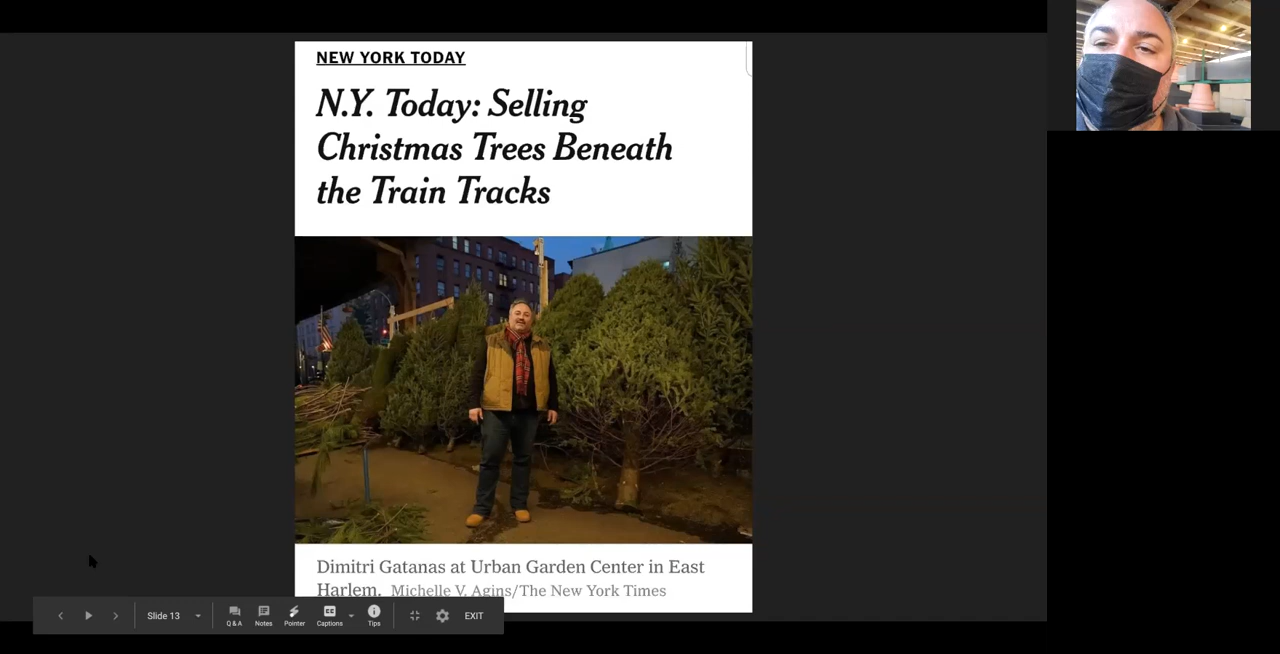 NEW YORK TODAY
N.Y. Today: Selling
Christmas Trees Beneath
the Train Tracks
Dimitri Gatanas at Urban Garden Center in East
Harlem. Michelle V. Agins/The New York Times
Slide 13
Q & A
Notes
Pointer
Captions
Tips
EXIT